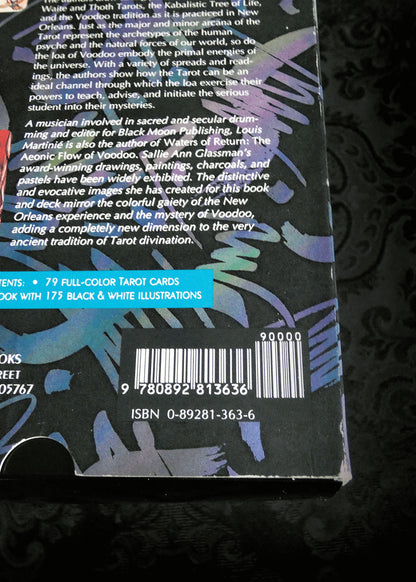 Waite and Thoth Tarots, the Kabalistic Tree of Life,
and the Voodoo tradition as it is practiced in New
Orleans. Just as the major and minor arcana of the
Tarot represent the archetypes of the human
psyche and the natural forces of our world, so do
the loa of Voodoo embody the primal energies of
the universe. With a variety of spreads and read-
ings, the authors show how the Tarot can be an
ideal channel through which the loa exercise their
powers to teach, advise, and initiate the serious
student into their mysteries.
A musician involved in sacred and secular drum-
ming and editor for Black Moon Publishing, Louis
Martinié is also the author of Waters of Return: The
Aeonic Flow of Voodoo. Sallie Ann Glassman's
award-winning drawings, paintings, charcoals, and
pastels have been widely exhibited. The distinctive
and evocative images she has created for this book
and deck mirror the colorful gaiety of the New
Orleans experience and the mystery of Voodoo,
adding a completely new dimension to the very
ancient tradition of Tarot divination.
TENTS: • 79 FULL-COLOR TAROT CARDS
OOK WITH 175 BLACK & WHITE ILLUSTRATIONS
OOKS
REET
05767
90000
9 780892 813636
ISBN 0-89281-363-6